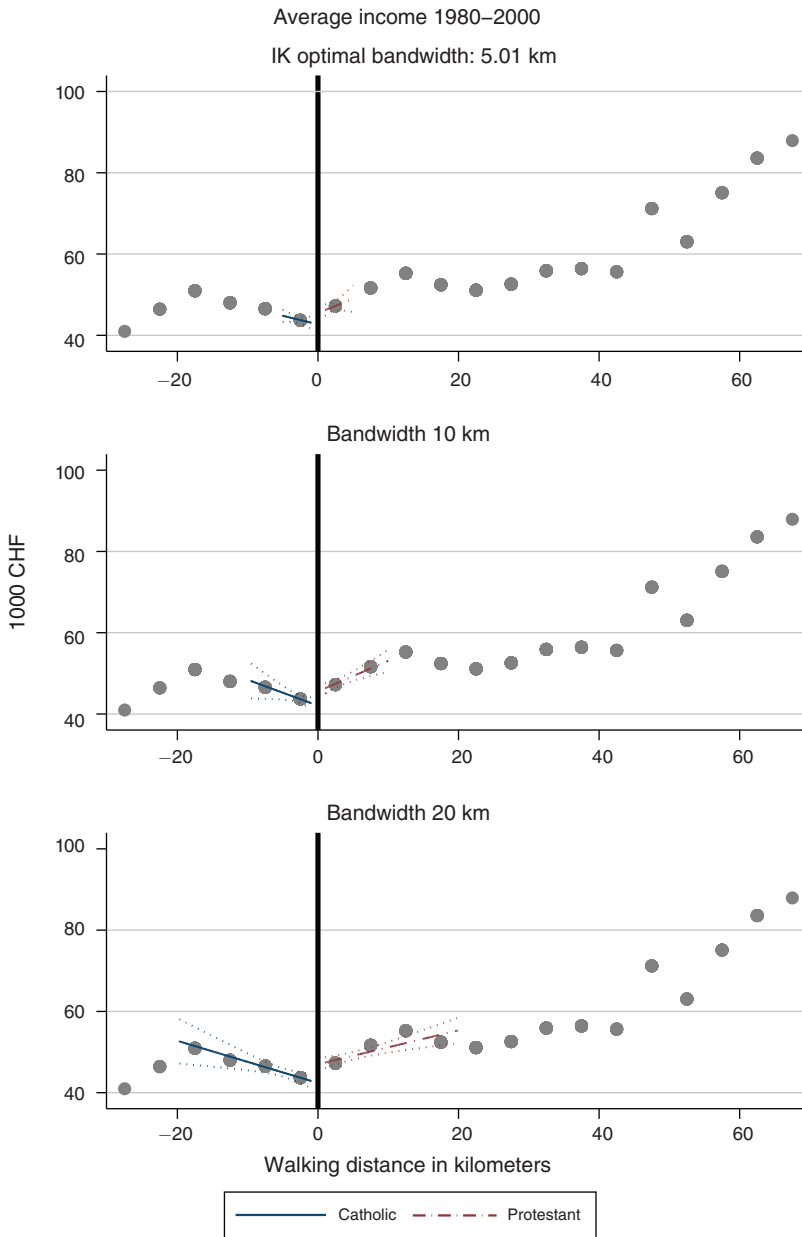 Average income 1980–2000
IK optimal bandwidth: 5.01 km
100
80
60
40
−20 0 20 40 60
Bandwidth 10 km
100
80
60
40
−20 0 20 40 60
1000 CHF
Bandwidth 20 km
100
80
60
40
−20 0 20 40 60
Walking distance in kilometers
Catholic Protestant